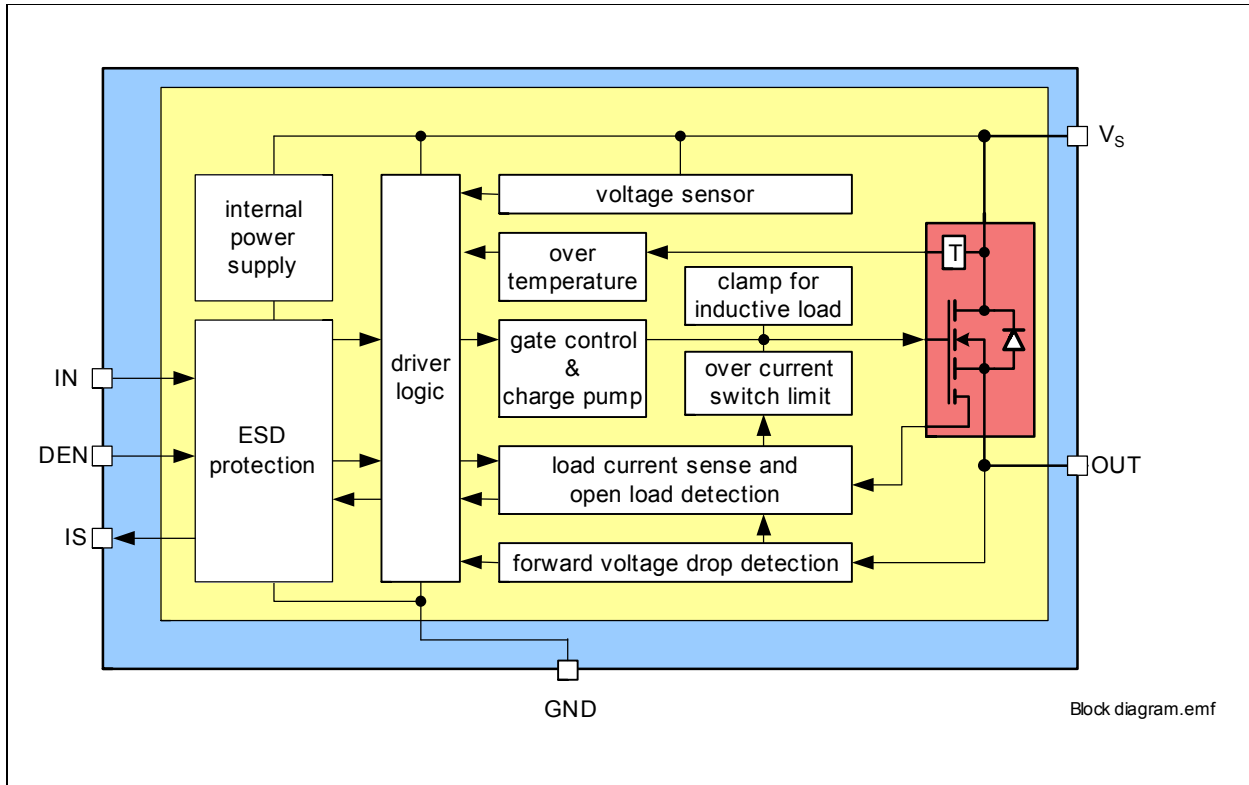 V_S
voltage sensor
internal
power
supply
over
temperature
T
clamp for
inductive load
gate control
&
charge pump
driver
logic
over current
switch limit
IN
ESD
protection
DEN
load current sense and
open load detection
OUT
IS
forward voltage drop detection
GND
Block diagram.emf